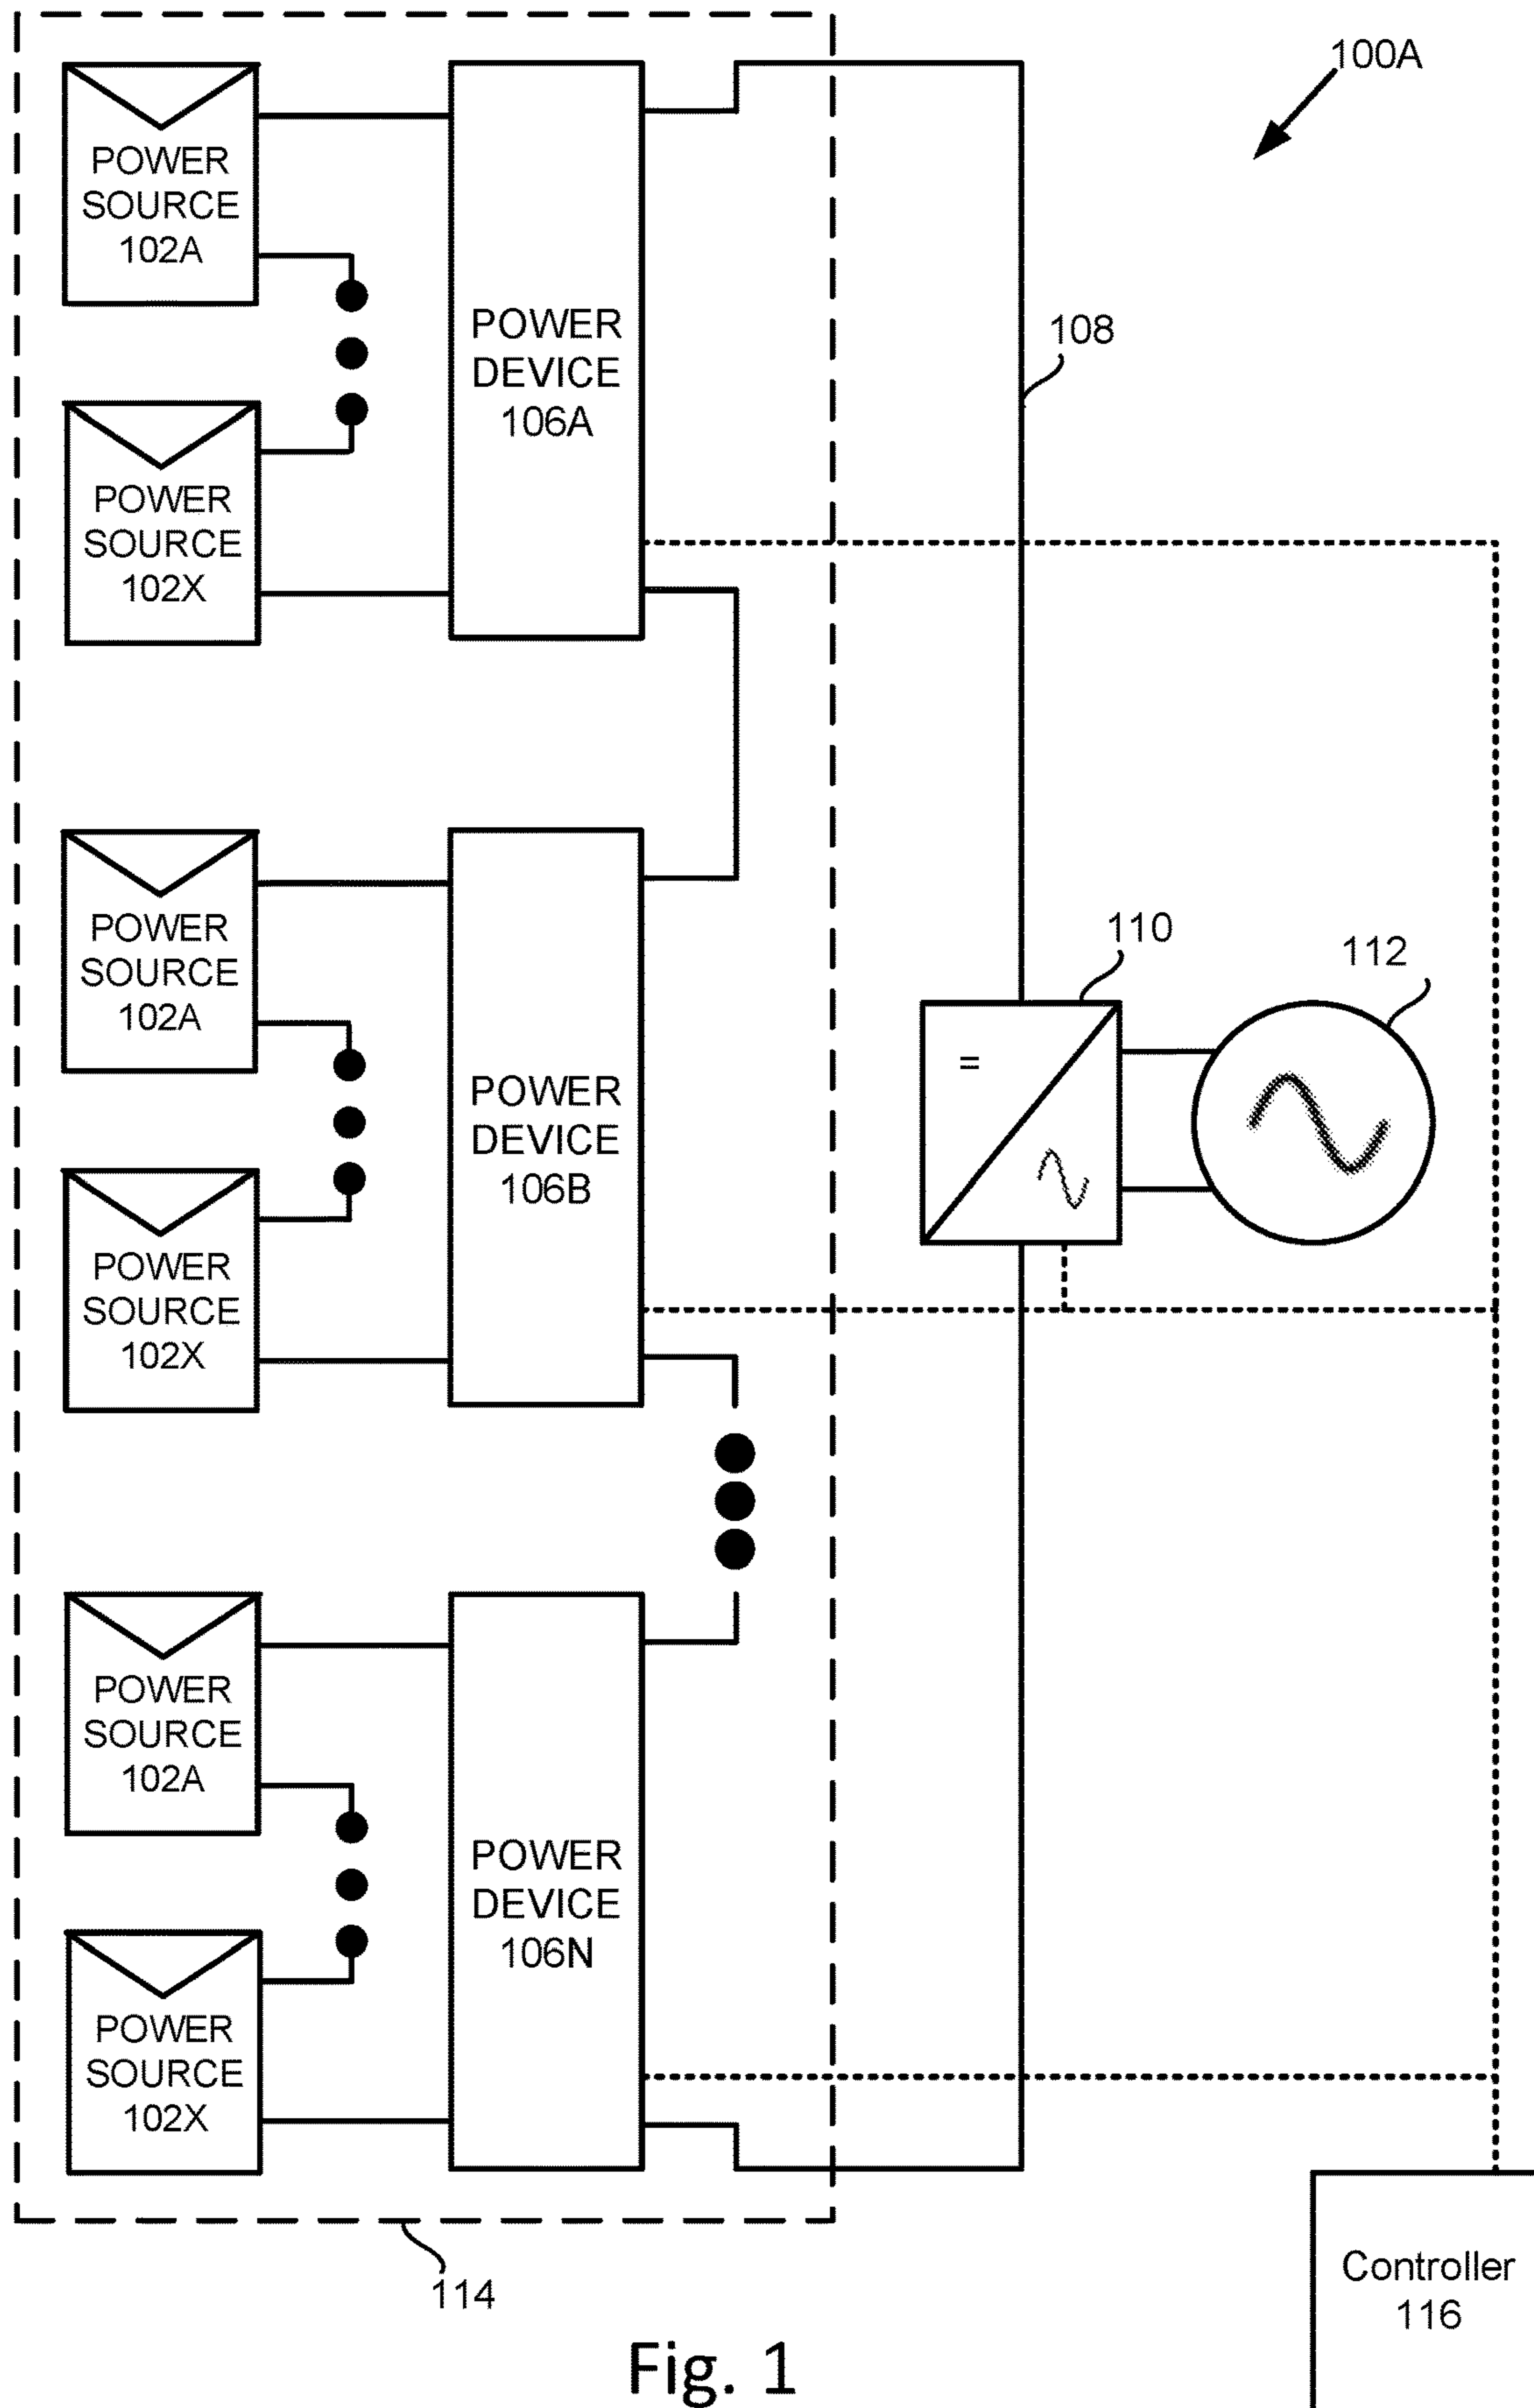 100A
POWER
SOURCE
102A
POWER
DEVICE
106A
108
POWER
SOURCE
102X
POWER
SOURCE
102A
110
112
=
POWER
DEVICE
106B
POWER
SOURCE
102X
POWER
SOURCE
102A
POWER
DEVICE
106N
POWER
SOURCE
102X
114
Controller
116
Fig. 1